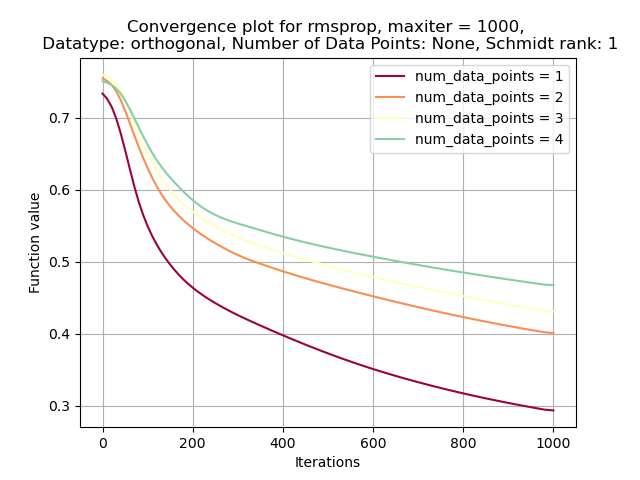 Convergence plot for rmsprop, maxiter = 1000,
Datatype: orthogonal, Number of Data Points: None, Schmidt rank: 1
num_data_points = 1
num_data_points = 2
num_data_points = 3
num_data_points = 4
Function value
0.7
0.6
0.5
0.4
0.3
0
200
400
600
800
1000
Iterations